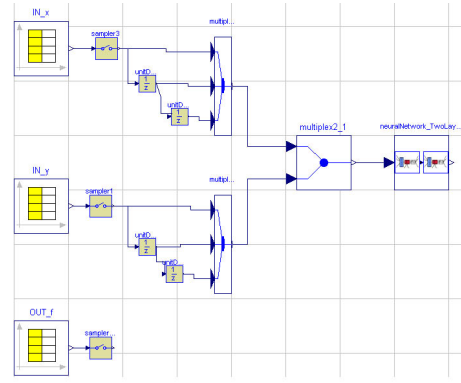 IN_x
sampler3
multipl...
unitD...
1
z
unitD...
1
z
multiplex2_1
neuralNetwork_TwoLay...
IN_y
sampler1
multipl...
unitD...
1
z
unitD...
1
z
OUT_f
sampler...